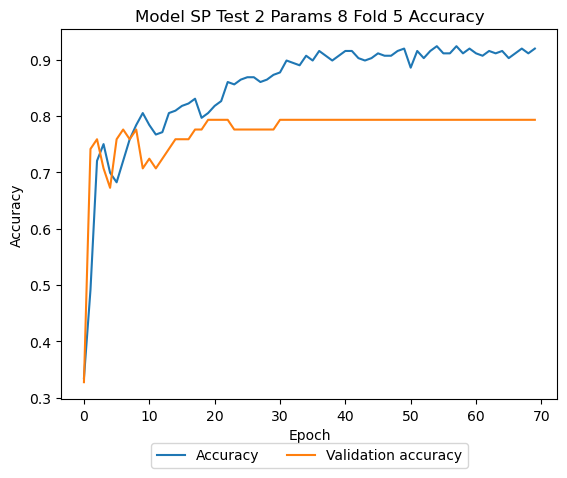 Model SP Test 2 Params 8 Fold 5 Accuracy
0.9
0.8
0.7
0.6
0.5
0.4
0.3
Accuracy
0 10 20 30 40 50 60 70
Epoch
Accuracy Validation accuracy